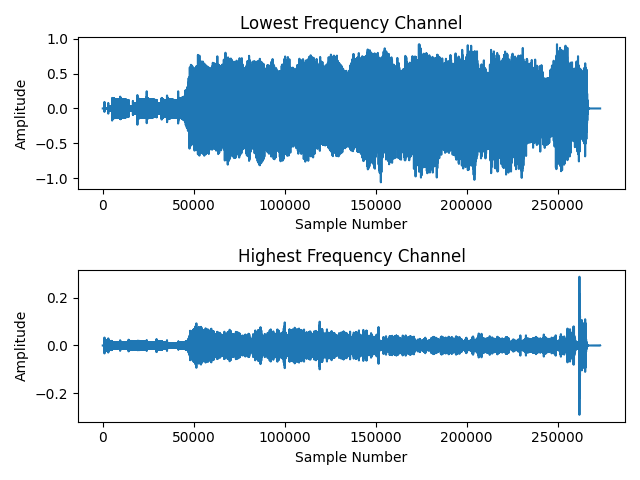 Lowest Frequency Channel
1.0
0.5
0.0
−0.5
−1.0
Amplitude
0 50000 100000 150000 200000 250000
Sample Number
Highest Frequency Channel
0.2
0.0
−0.2
Amplitude
0 50000 100000 150000 200000 250000
Sample Number